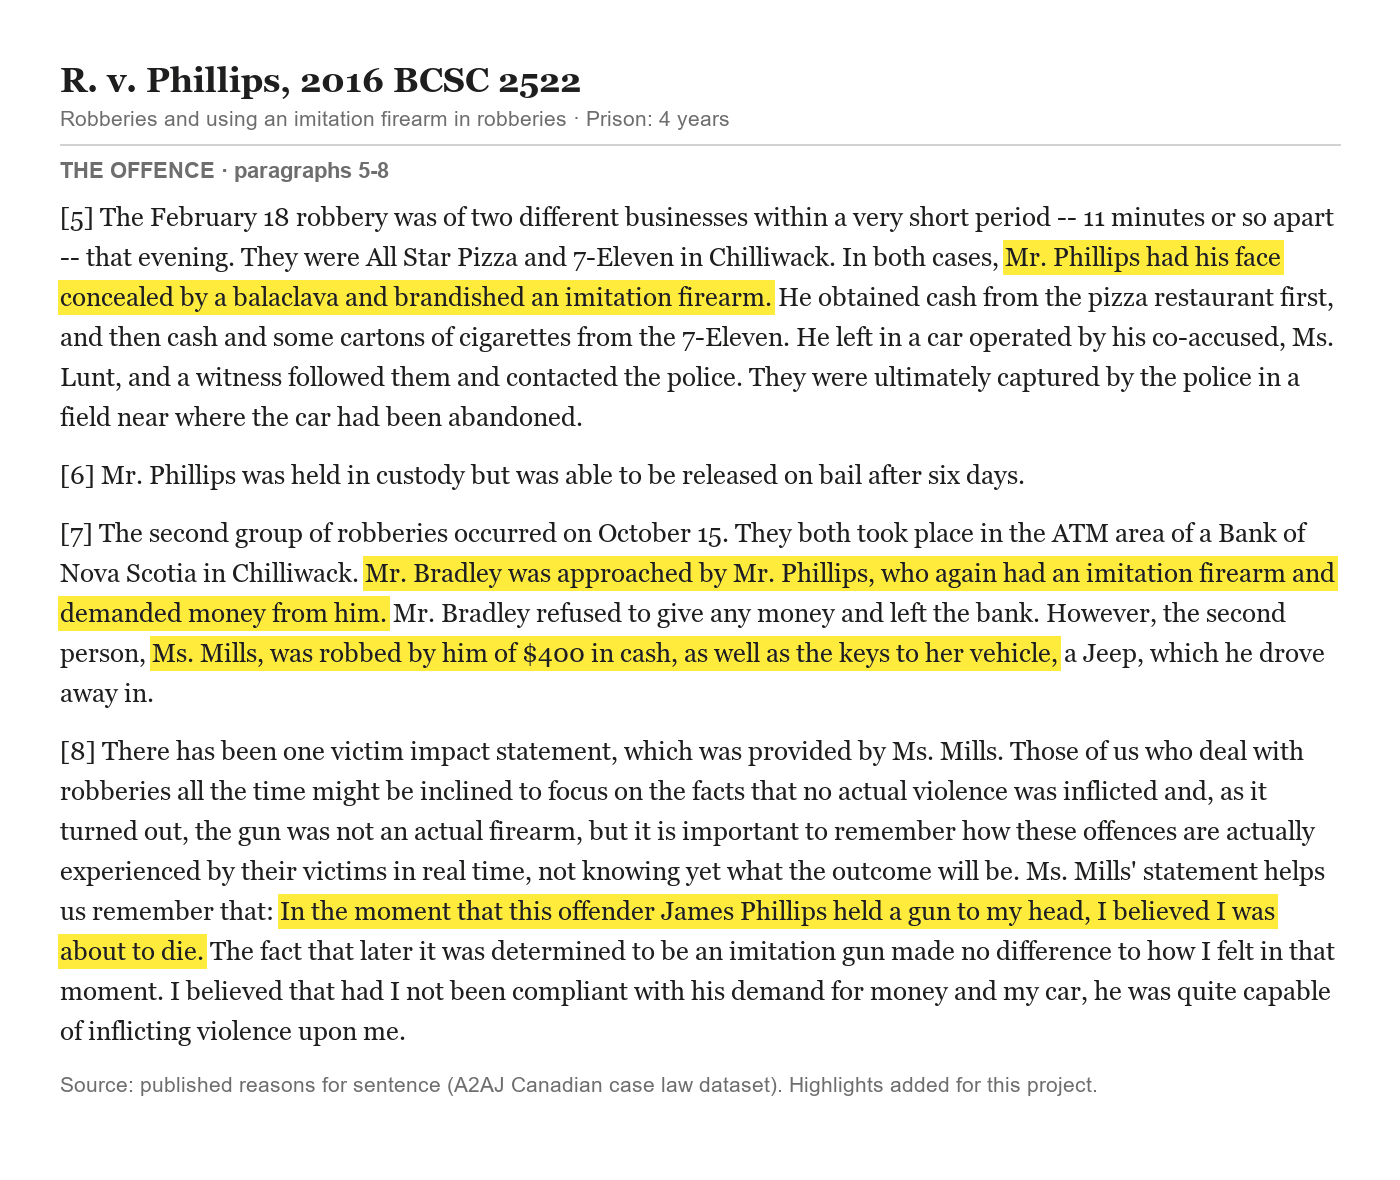 R. v. Phillips, 2016 BCSC 2522
Robberies and using an imitation firearm in robberies · Prison: 4 years
THE OFFENCE · paragraphs 5-8
[5] The February 18 robbery was of two different businesses within a very short period -- 11 minutes or so apart
-- that evening. They were All Star Pizza and 7-Eleven in Chilliwack. In both cases, Mr. Phillips had his face
concealed by a balaclava and brandished an imitation firearm. He obtained cash from the pizza restaurant first,
and then cash and some cartons of cigarettes from the 7-Eleven. He left in a car operated by his co-accused, Ms.
Lunt, and a witness followed them and contacted the police. They were ultimately captured by the police in a
field near where the car had been abandoned.
[6] Mr. Phillips was held in custody but was able to be released on bail after six days.
[7] The second group of robberies occurred on October 15. They both took place in the ATM area of a Bank of
Nova Scotia in Chilliwack. Mr. Bradley was approached by Mr. Phillips, who again had an imitation firearm and
demanded money from him. Mr. Bradley refused to give any money and left the bank. However, the second
person, Ms. Mills, was robbed by him of $400 in cash, as well as the keys to her vehicle, a Jeep, which he drove
away in.
[8] There has been one victim impact statement, which was provided by Ms. Mills. Those of us who deal with
robberies all the time might be inclined to focus on the facts that no actual violence was inflicted and, as it
turned out, the gun was not an actual firearm, but it is important to remember how these offences are actually
experienced by their victims in real time, not knowing yet what the outcome will be. Ms. Mills' statement helps
us remember that: In the moment that this offender James Phillips held a gun to my head, I believed I was
about to die. The fact that later it was determined to be an imitation gun made no difference to how I felt in that
moment. I believed that had I not been compliant with his demand for money and my car, he was quite capable
of inflicting violence upon me.
Source: published reasons for sentence (A2AJ Canadian case law dataset). Highlights added for this project.